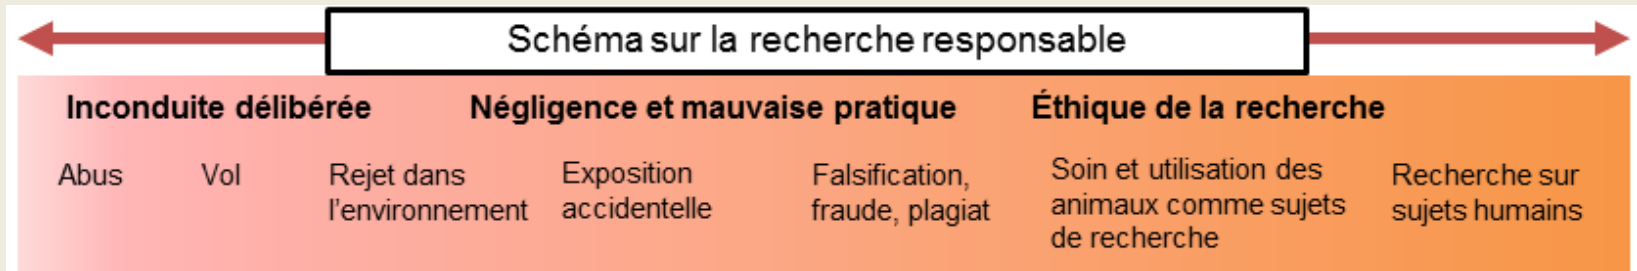 Schéma sur la recherche responsable
Inconduite délibérée
Négligence et mauvaise pratique
Éthique de la recherche
Abus
Vol
Rejet dans
l'environnement
Exposition
accidentelle
Falsification,
fraude, plagiat
Soin et utilisation des
animaux comme sujets
de recherche
Recherche sur
sujets humains